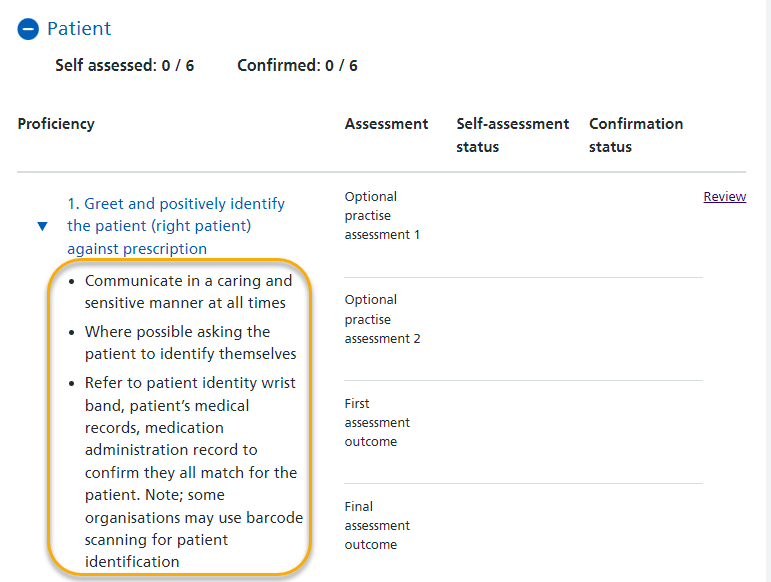 Patient
Self assessed: 0 / 6 Confirmed: 0 / 6
Proficiency Assessment Self-assessment status Confirmation status
1. Greet and positively identify
the patient (right patient)
against prescription
• Communicate in a caring and
sensitive manner at all times
• Where possible asking the
patient to identify themselves
• Refer to patient identity wrist
band, patient’s medical
records, medication
administration record to
confirm they all match for the
patient. Note; some
organisations may use barcode
scanning for patient
identification
Optional
practise
assessment 1
Review
Optional
practise
assessment 2
First
assessment
outcome
Final
assessment
outcome